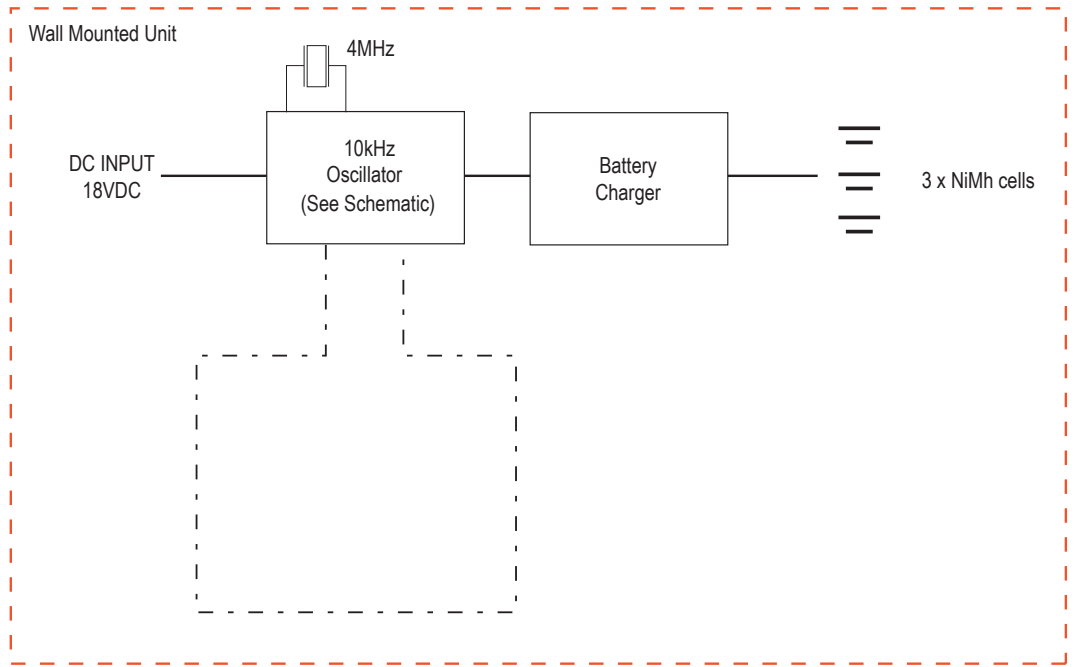 Wall Mounted Unit
4MHz
DC INPUT
18VDC
10kHz
Oscillator
(See Schematic)
Battery
Charger
3 x NiMh cells